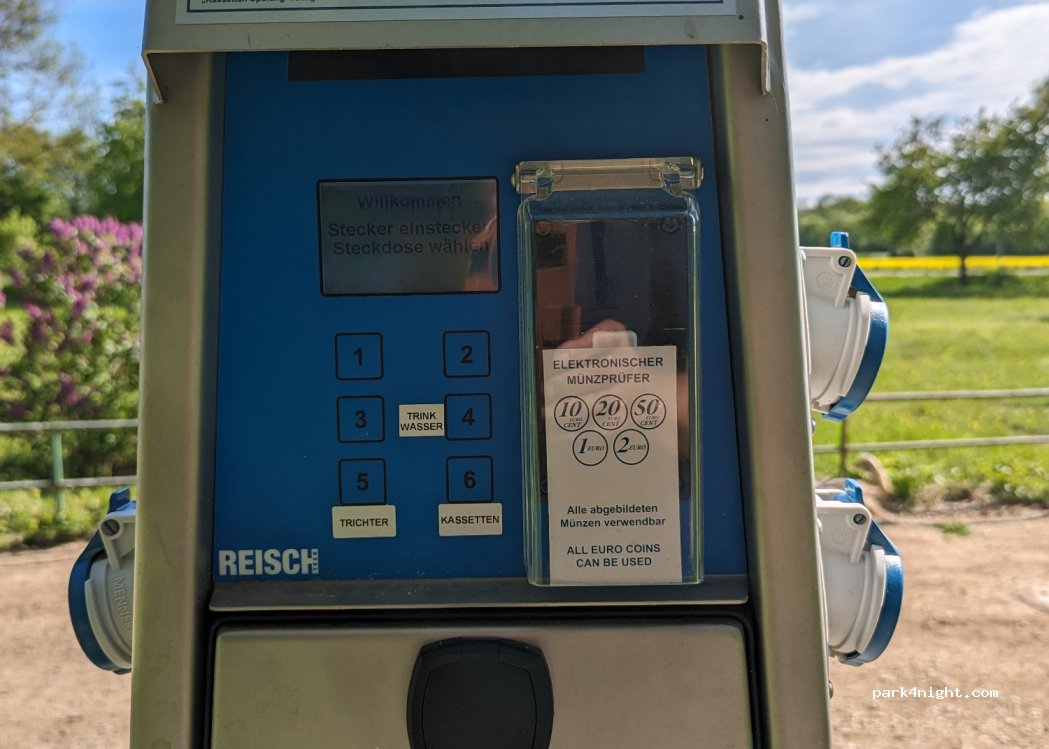 Willkommen
Stecker einstecken
Steckdose wählen
1
2
3
TRINK
WASSER
4
5
6
TRICHTER
KASSETTEN
REISCH
ELEKTRONISCHER
MÜNZPRÜFER
10 EURO CENT
20 EURO CENT
50 EURO CENT
1 EURO
2 EURO
Alle abgebildeten
Münzen verwendbar
ALL EURO COINS
CAN BE USED
park4night.com